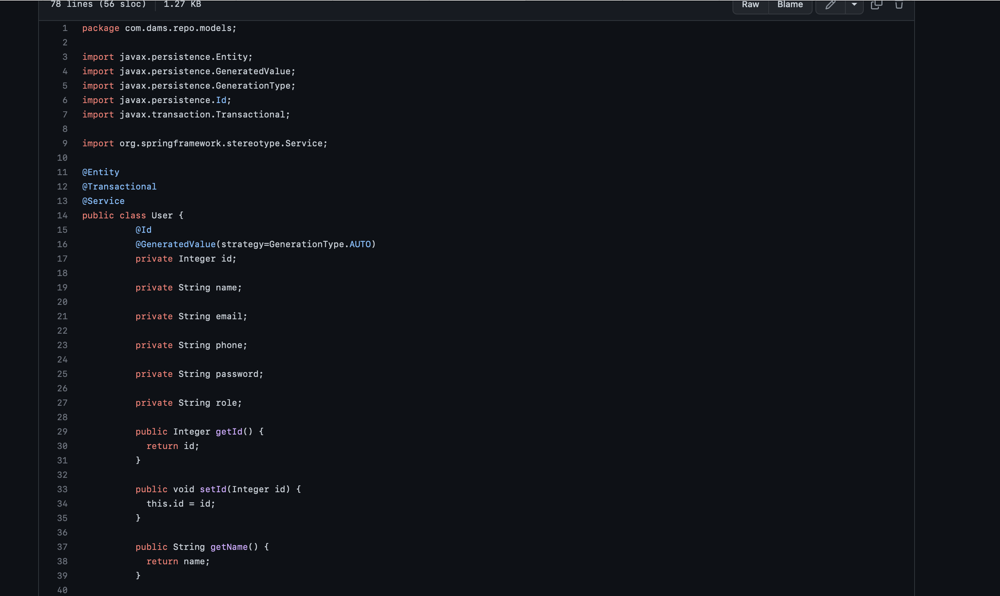 78 lines (56 sloc) 1.27 KB Raw Blame
1 package com.dams.repo.models;
2
3 import javax.persistence.Entity;
4 import javax.persistence.GeneratedValue;
5 import javax.persistence.GenerationType;
6 import javax.persistence.Id;
7 import javax.transaction.Transactional;
8
9 import org.springframework.stereotype.Service;
10
11 @Entity
12 @Transactional
13 @Service
14 public class User {
15 @Id
16 @GeneratedValue(strategy=GenerationType.AUTO)
17 private Integer id;
18
19 private String name;
20
21 private String email;
22
23 private String phone;
24
25 private String password;
26
27 private String role;
28
29 public Integer getId() {
30 return id;
31 }
32
33 public void setId(Integer id) {
34 this.id = id;
35 }
36
37 public String getName() {
38 return name;
39 }
40